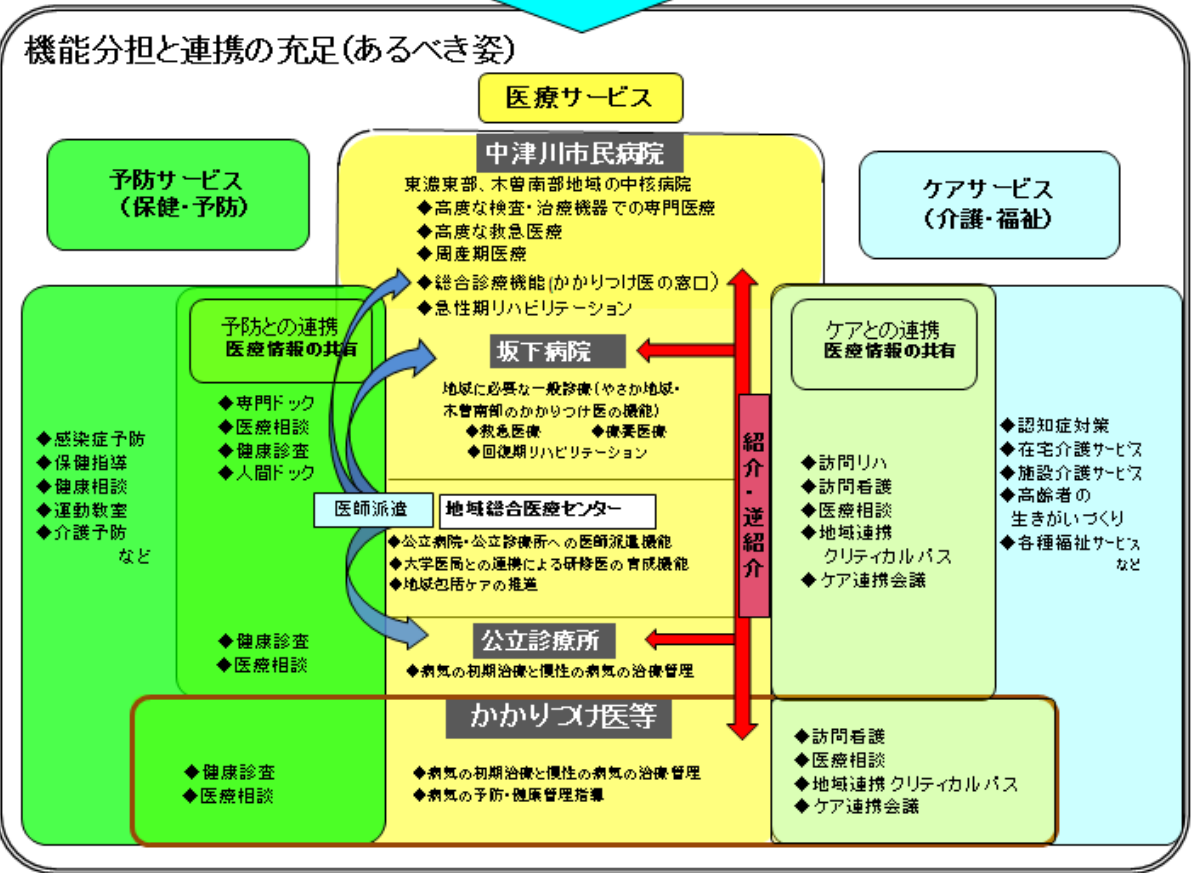 機能分担と連携の充足(あるべき姿)
医療サービス
予防サービス
(保健・予防)
中津川市民病院
東濃東部、木曽南部地域の中核病院
◆高度な検査・治療機器での専門医療
◆高度な救急医療
◆周産期医療
◆総合診療機能(かかりつけ医の窓口)
◆急性期リハビリテーション
ケアサービス
(介護・福祉)
予防との連携
医療情報の共有
◆専門ドック
◆医療相談
◆健康診査
◆人間ドック
◆感染症予防
◆保健指導
◆健康相談
◆運動教室
◆介護予防
など
坂下病院
地域に必要な一般診療(やさか地域・
木曽南部のかかりつけ医の機能)
◆救急医療 ◆療養医療
◆回復期リハビリテーション
医師派遣
地域総合医療センター
◆公立病院・公立診療所への医師派遣機能
◆大学医局との連携による研修医の育成機能
◆地域包括ケアの推進
紹介・逆紹介
ケアとの連携
医療情報の共有
◆訪問リハ
◆訪問看護
◆医療相談
◆地域連携
クリティカルパス
◆ケア連携会議
◆認知症対策
◆在宅介護サービス
◆施設介護サービス
◆高齢者の
生きがいづくり
◆各種福祉サービス
など
◆健康診査
◆医療相談
公立診療所
◆病気の初期治療と慢性の病気の治療管理
かかりつけ医等
◆健康診査
◆医療相談
◆病気の初期治療と慢性の病気の治療管理
◆病気の予防・健康管理指導
◆訪問看護
◆医療相談
◆地域連携クリティカルパス
◆ケア連携会議